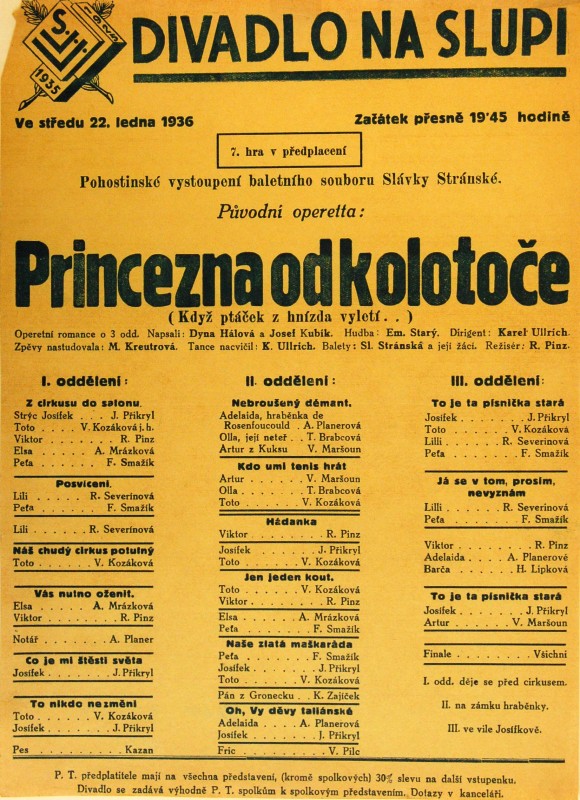 S.H.
1935
DIVADLO NA SLUPI
Ve středu 22. ledna 1936
Začátek přesně 19'45 hodině
7. hra v předplacení
Pohostinské vystoupení baletního souboru Slávky Stránské.
Původní operetta:
Princezna od kolotoče
(Když ptáček z hnízda vyletí . .)
Operetní romance o 3 odd. Napsali: Dyna Hálová a Josef Kubík. Hudba: Em. Starý. Dirigent: Karel Ullrich.
Zpěvy nastudovala: M. Kreutrová. Tance nacvičil: K. Ullrich. Balety: Sl. Stránská a její žáci. Režisér: R. Pinz.
I. oddělení:
Z cirkusu do salonu.
Strýc Josífek . . J. Přikryl
Toto . . . V. Kozáková j. h.
Viktor . . . . . . . R. Pinz
Elsa . . . . . A. Mrázková
Peťa . . . . . . F. Smažík
Posvícení.
Lili . . . . . R. Severinová
Peťa . . . . . . F. Smažík
Lili . . . . . R. Severinová
Náš chudý cirkus potulný
Toto . . . . . V. Kozáková
Vás nutno oženit.
Elsa . . . . . A. Mrázková
Viktor . . . . . . . R. Pinz
Notář . . . . . . A. Planer
Co je mi štěstí světa
Josífek . . . . . J. Přikryl
To nikdo nezmění
Toto . . . . . V. Kozáková
Josífek . . . . . J. Přikryl
Pes . . . . . . . Kazan
II. oddělení:
Nebroušený démant.
Adelaida, hraběnka de
Rosenfoucould . A. Planerová
Olla, její neteř . . T. Brabcová
Artur z Kuksu . . V. Maršoun
Kdo umí tenis hrát
Artur . . . . . . V. Maršoun
Olla . . . . . . T. Brabcová
Toto . . . . . . V. Kozáková
Hádanka
Viktor . . . . . . . . R. Pinz
Josífek . . . . . . J. Přikryl
Toto . . . . . . V. Kozáková
Jen jeden kout.
Toto . . . . . . V. Kozáková
Viktor . . . . . . . . R. Pinz
Elsa . . . . . . A. Mrázková
Peťa . . . . . . . F. Smažík
Naše zlatá maškaráda
Peťa . . . . . . . F. Smažík
Josífek . . . . . . J. Přikryl
Toto . . . . . . V. Kozáková
Pán z Gronecku . . K. Zajíček
Oh, Vy děvy taliánské
Adelaida . . . . A. Planerová
Josífek . . . . . . J. Přikryl
Fric . . . . . . . . V. Pilc
III. oddělení:
To je ta písnička stará
Josífek . . . . . . J. Přikryl
Toto . . . . . . V. Kozáková
Lilli . . . . . R. Severinová
Peťa . . . . . . . F. Smažík
Já se v tom, prosím,
nevyznám
Lilli . . . . . R. Severinová
Peťa . . . . . . . F. Smažík
Viktor . . . . . . . . R. Pinz
Adelaida . . . . A. Planerové
Barča . . . . . . H. Lipková
To je ta písnička stará
Josífek . . . . . . J. Přikryl
Artur . . . . . . V. Maršoun
Finale . . . . . . . Všichni
I. odd. děje se před cirkusem.
II. na zámku hraběnky.
III. ve vile Josífkově.
P. T. předplatitele mají na všechna představení, (kromě spolkových) 30% slevu na další vstupenku.
Divadlo se zadává výhodně P. T. spolkům k spolkovým představením. Dotazy v kanceláři.